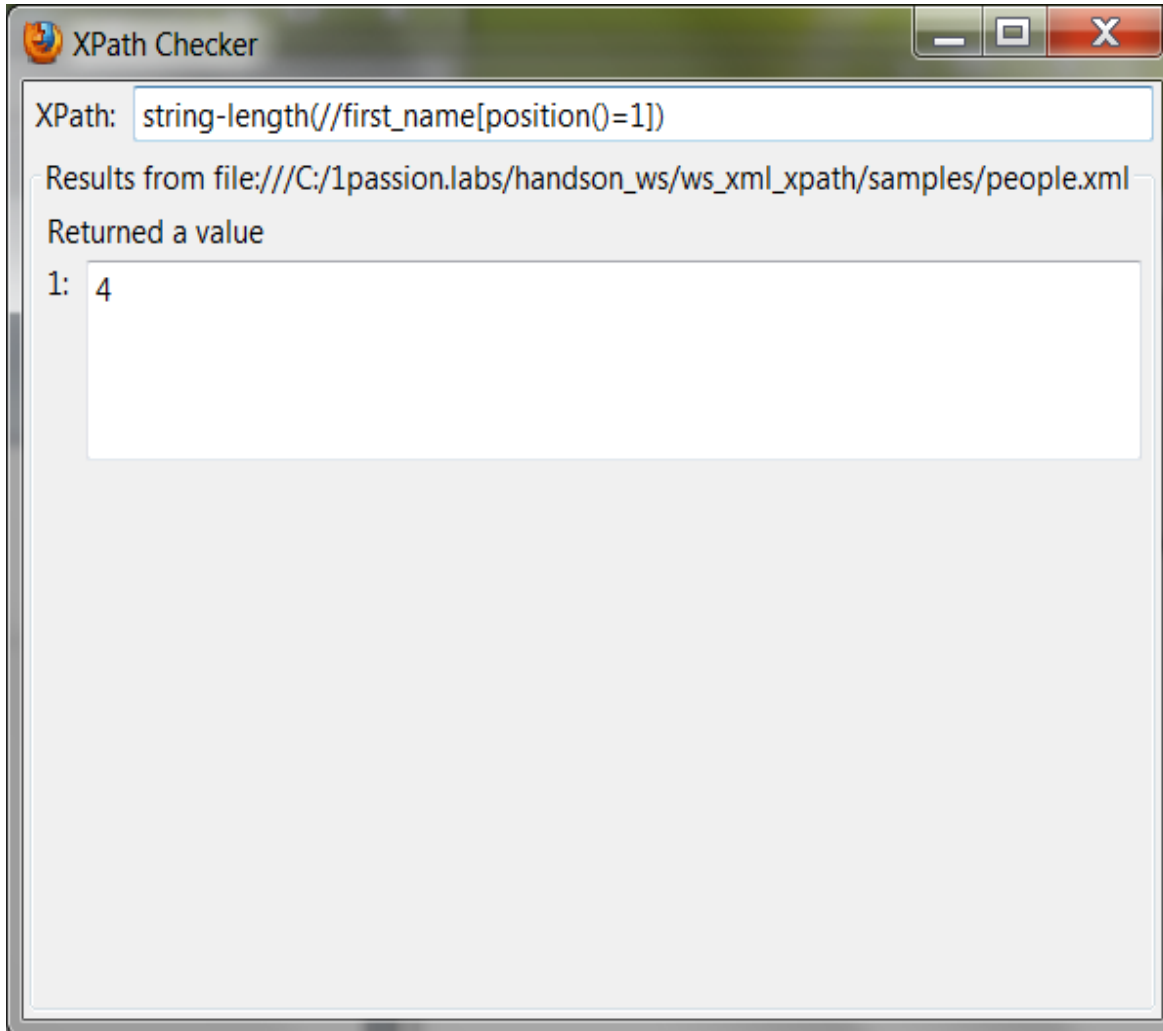 XPath Checker
XPath: string-length(//first_name[position()=1])
Results from file:///C:/1passion.labs/handson_ws/ws_xml_xpath/samples/people.xml
Returned a value
1: 4